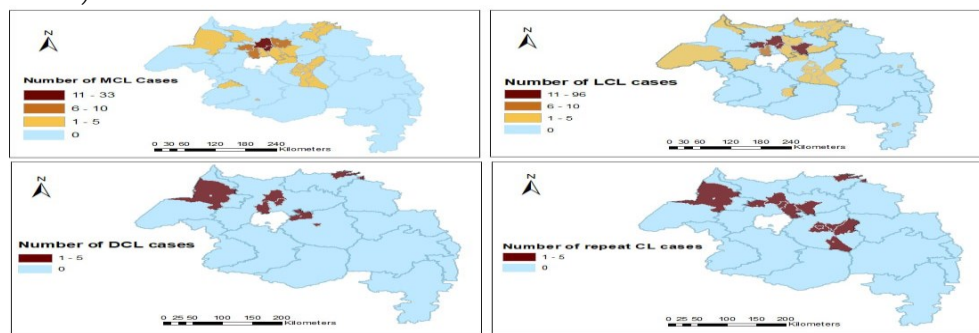 N
Number of MCL Cases
11 - 33
6 - 10
1 - 5
0
0 30 60 120 180 240
Kilometers
N
Number of LCL cases
11 - 96
6 - 10
1 - 5
0
0 30 60 120 180 240
Kilometers
N
Number of DCL cases
1 - 5
0
0 25 50 100 150 200
Kilometers
N
Number of repeat CL cases
1 - 5
0
0 25 50 100 150 200
Kilometers